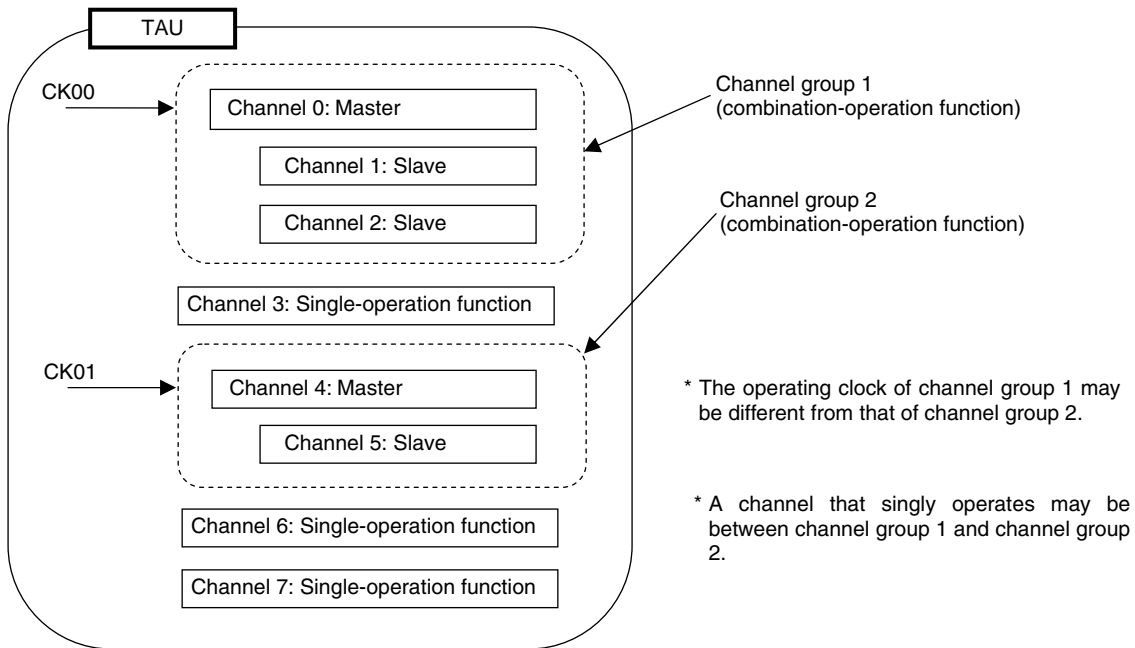 TAU
CK00
Channel 0: Master
Channel 1: Slave
Channel 2: Slave
Channel group 1
(combination-operation function)
Channel 3: Single-operation function
Channel group 2
(combination-operation function)
CK01
Channel 4: Master
Channel 5: Slave
* The operating clock of channel group 1 may
be different from that of channel group 2.
Channel 6: Single-operation function
Channel 7: Single-operation function
* A channel that singly operates may be
between channel group 1 and channel group
2.